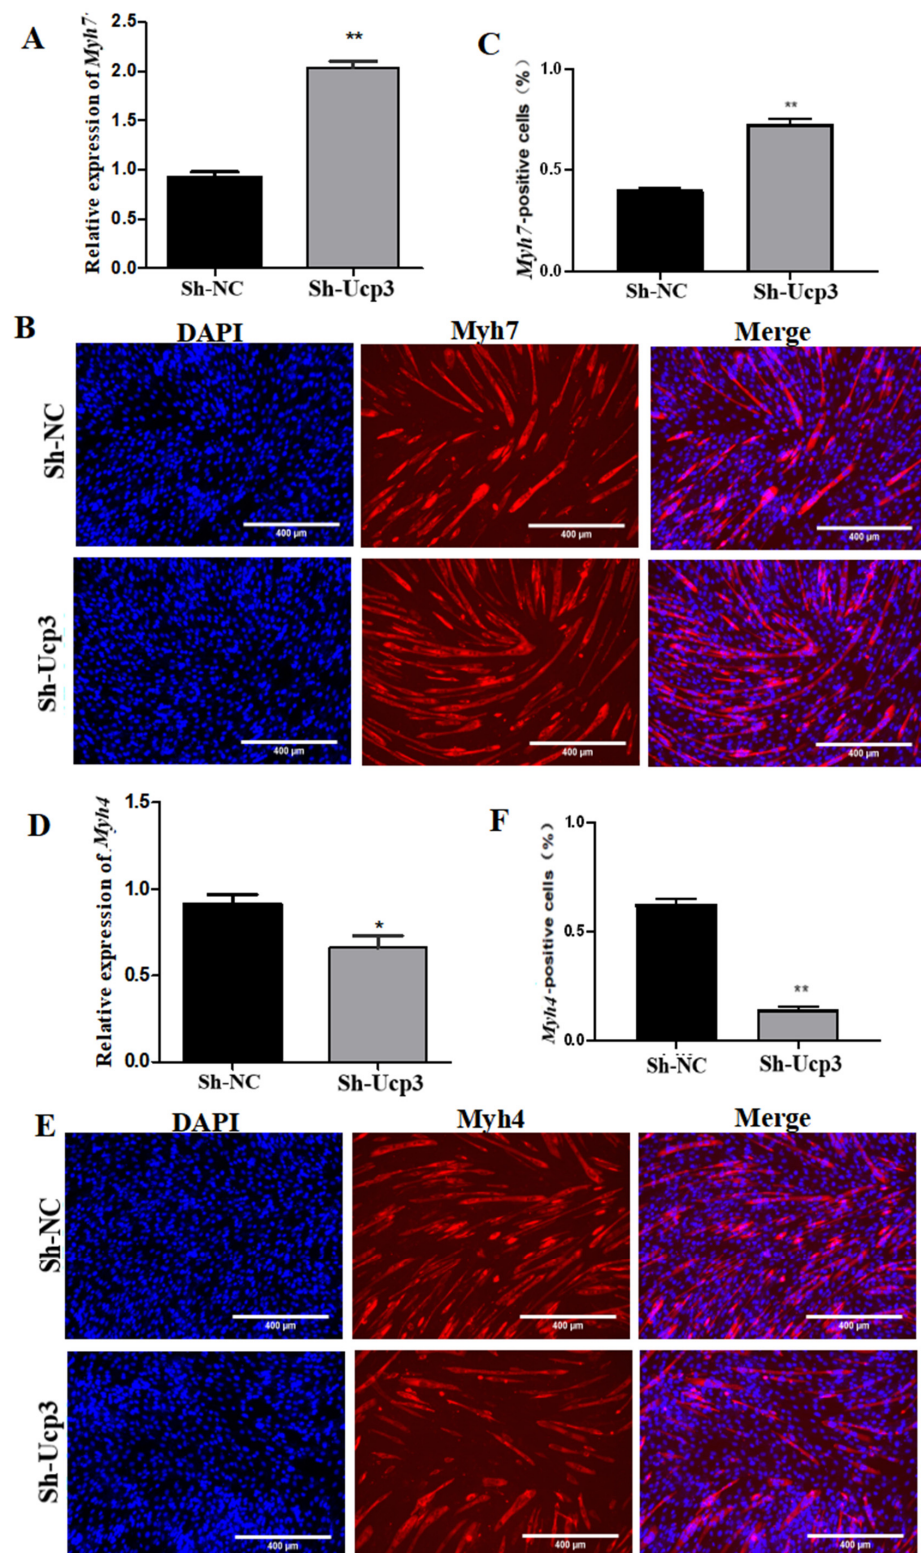 A
Relative expression of Myh7
2.5
2.0
1.5
1.0
0.5
0.0
**
Sh-NC
Sh-Ucp3
C
Myh7-positive cells (%)
1.0
0.5
0.0
**
Sh-NC
Sh-Ucp3
B
DAPI
Myh7
Merge
Sh-NC
400 μm
400 μm
400 μm
Sh-Ucp3
400 μm
400 μm
400 μm
D
Relative expression of Myh4
1.5
1.0
0.5
0.0
*
Sh-NC
Sh-Ucp3
F
Myh4-positive cells (%)
1.0
0.5
0.0
**
Sh-NC
Sh-Ucp3
E
DAPI
Myh4
Merge
Sh-NC
400 μm
400 μm
400 μm
Sh-Ucp3
400 μm
400 μm
400 μm